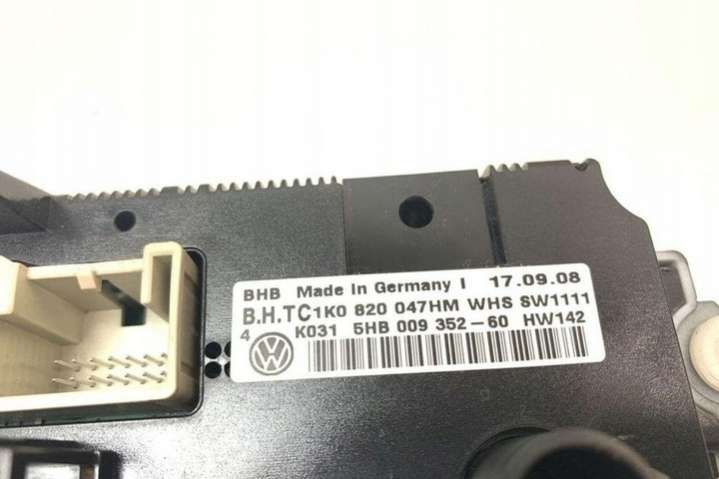 BHB Made In Germany I 17.09.08
B.H.TC1K0 820 047HM WHS SW1111
4 K031 5HB 009 352-60 HW142